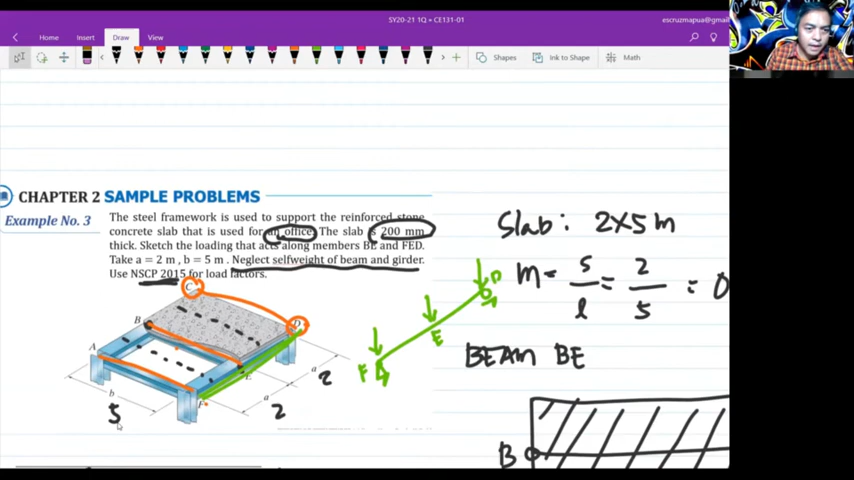 SY20-21 1Q > CE131-01
escruzmapua@gmail
Home Insert Draw View
Shapes Ink to Shape Math
CHAPTER 2 SAMPLE PROBLEMS
Example No. 3
The steel framework is used to support the reinforced stone
concrete slab that is used for an office. The slab is 200 mm
thick. Sketch the loading that acts along members BE and FED.
Take a = 2 m, b = 5 m. Neglect selfweight of beam and girder.
Use NSCP 2015 for load factors.
C
B
D
A
E
F
b
a
a
5
2
2
F
E
D
Slab: 2x5m
m = s/l = 2/5 = 0
BEAM BE
B